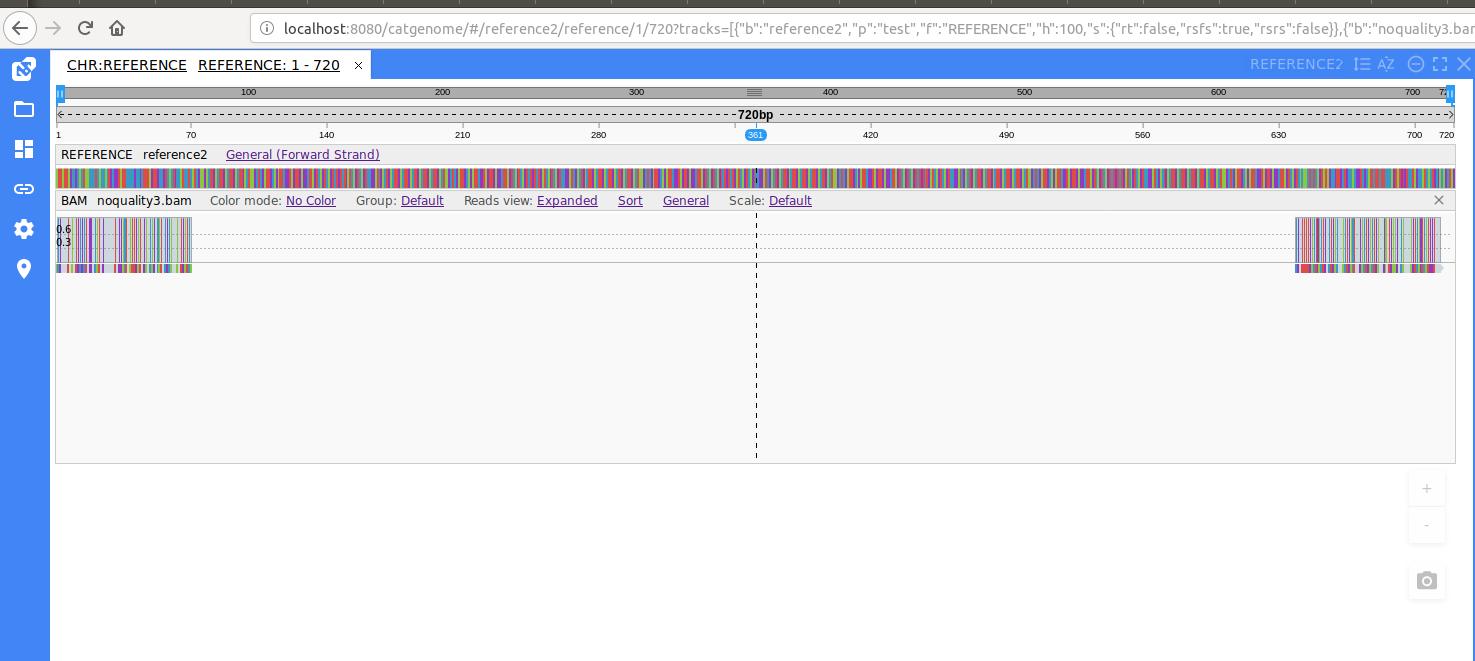 localhost:8080/catgenome/#/reference2/reference/1/720?tracks=[{"b":"reference2","p":"test","f":"REFERENCE","h":100,"s":{"rt":false,"rsfs":true,"rsrs":false}},{"b":"noquality3.bam
CHR:REFERENCE REFERENCE: 1 - 720 ×
REFERENCE2 AZ
100 200 300 400 500 600 700
720bp
1 70 140 210 280 361 420 490 560 630 700 720
REFERENCE reference2 General (Forward Strand)
BAM noquality3.bam Color mode: No Color Group: Default Reads view: Expanded Sort General Scale: Default
0.6
0.3
+
-